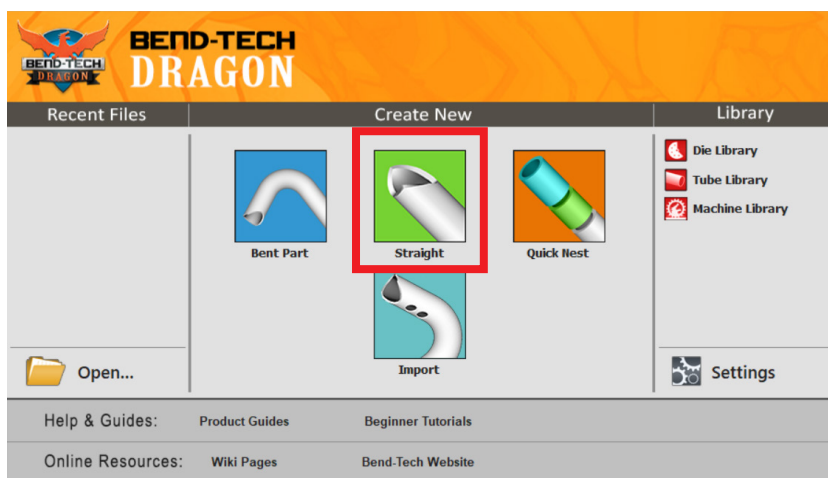 BEND-TECH
DRAGON
BEND-TECH
DRAGON
Recent Files
Create New
Library
Bent Part
Straight
Quick Nest
Import
Die Library
Tube Library
Machine Library
Open...
Settings
Help & Guides:
Product Guides
Beginner Tutorials
Online Resources:
Wiki Pages
Bend-Tech Website